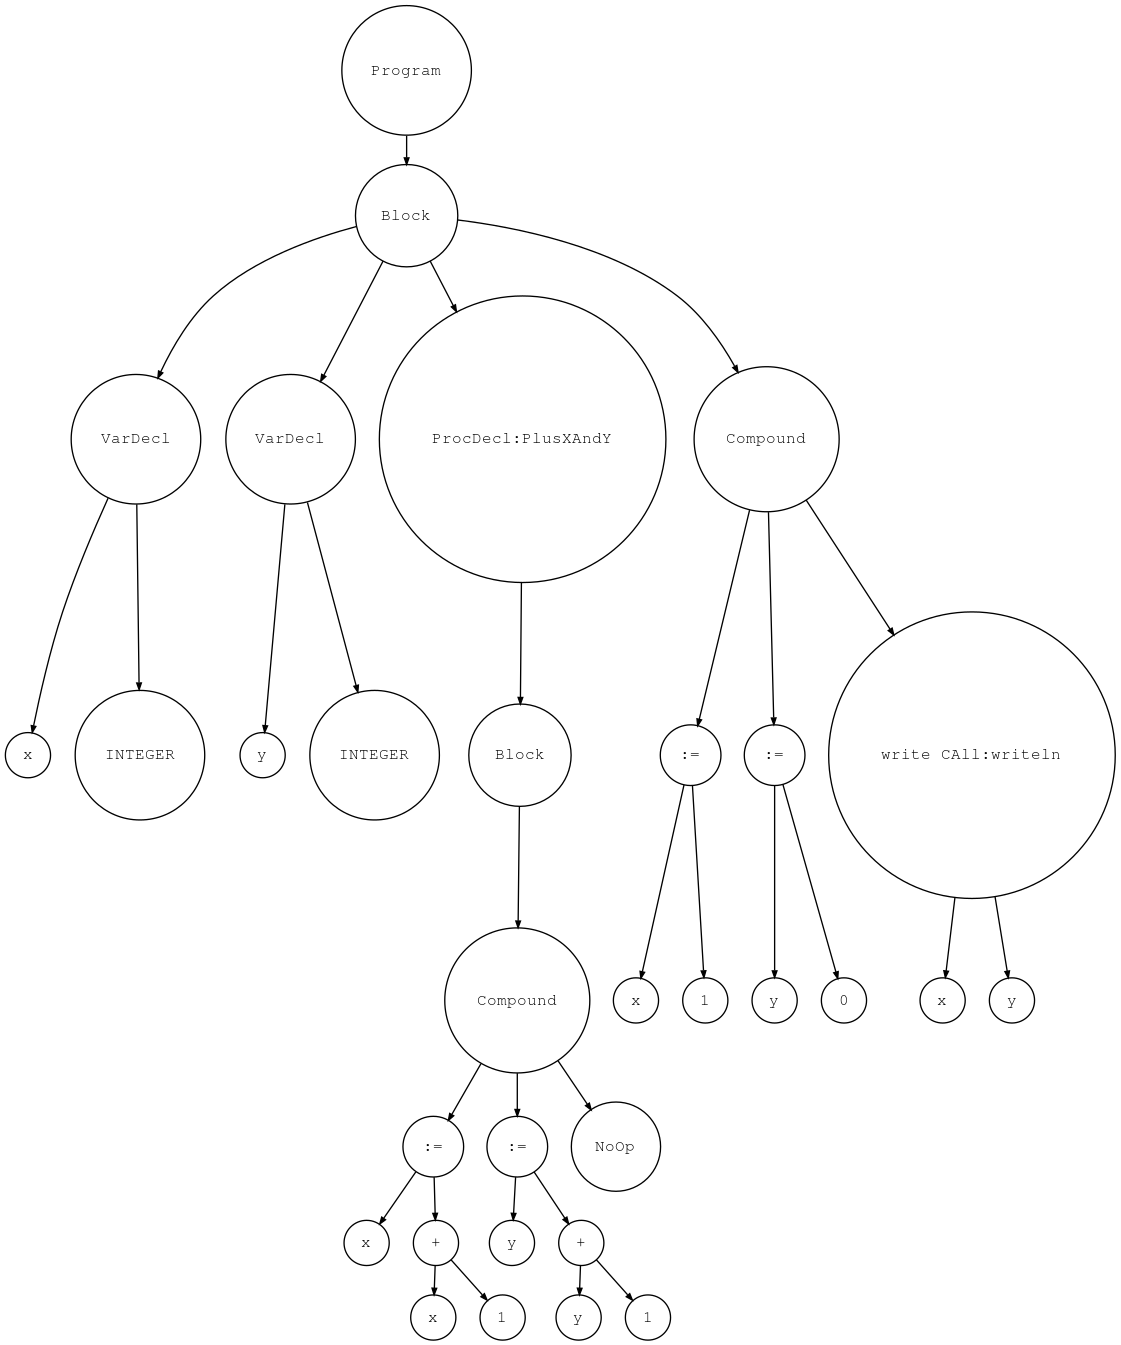 Program
Block
VarDecl
VarDecl
ProcDecl:PlusXAndY
Compound
x
INTEGER
y
INTEGER
Block
:=
:=
write CAll:writeln
Compound
x
1
y
0
x
y
:=
:=
NoOp
x
+
y
+
x
1
y
1